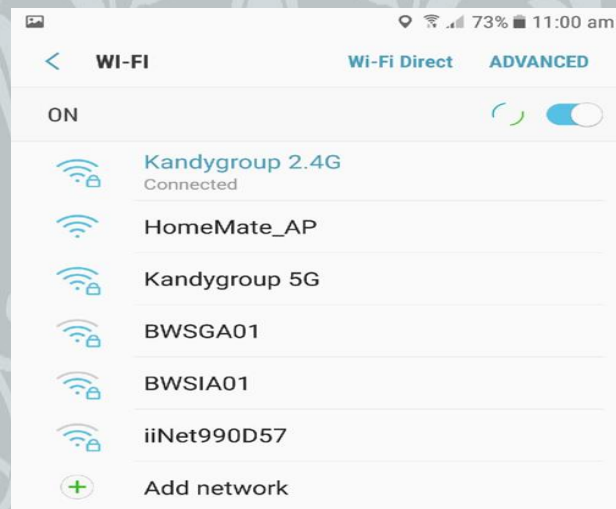 73% 11:00 am
WI-FI Wi-Fi Direct ADVANCED
ON
Kandygroup 2.4G
Connected
HomeMate_AP
Kandygroup 5G
BWSGA01
BWSIA01
iiNet990D57
Add network